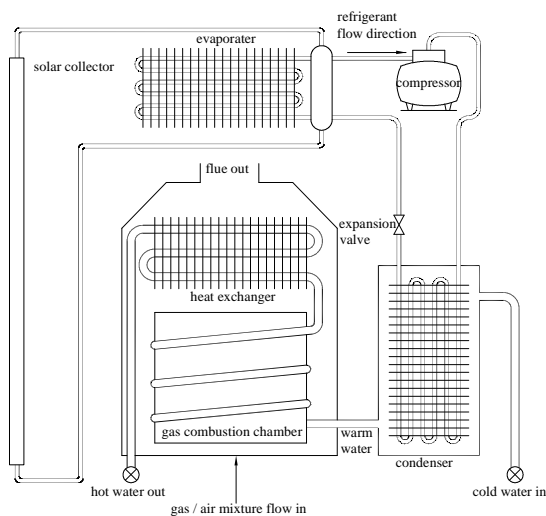 refrigerant
flow direction
evaporater
solar collector
compressor
flue out
expansion
valve
heat exchanger
gas combustion chamber
warm
water
condenser
hot water out
cold water in
gas / air mixture flow in